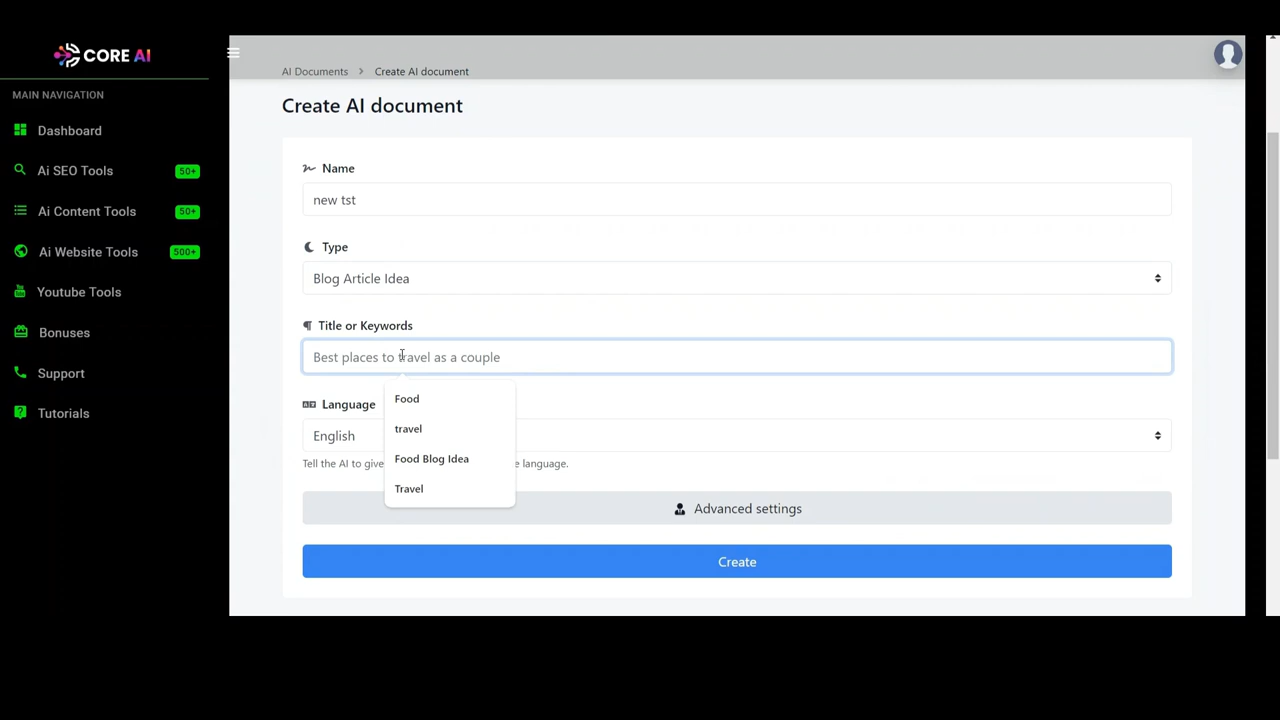 CORE AI
MAIN NAVIGATION
Dashboard
Ai SEO Tools 50+
Ai Content Tools 50+
Ai Website Tools 500+
Youtube Tools
Bonuses
Support
Tutorials
AI Documents > Create AI document
Create AI document
Name
new tst
Type
Blog Article Idea
Title or Keywords
Best places to travel as a couple
Food
travel
Food Blog Idea
Travel
Language
English
Tell the AI to give e language.
Advanced settings
Create